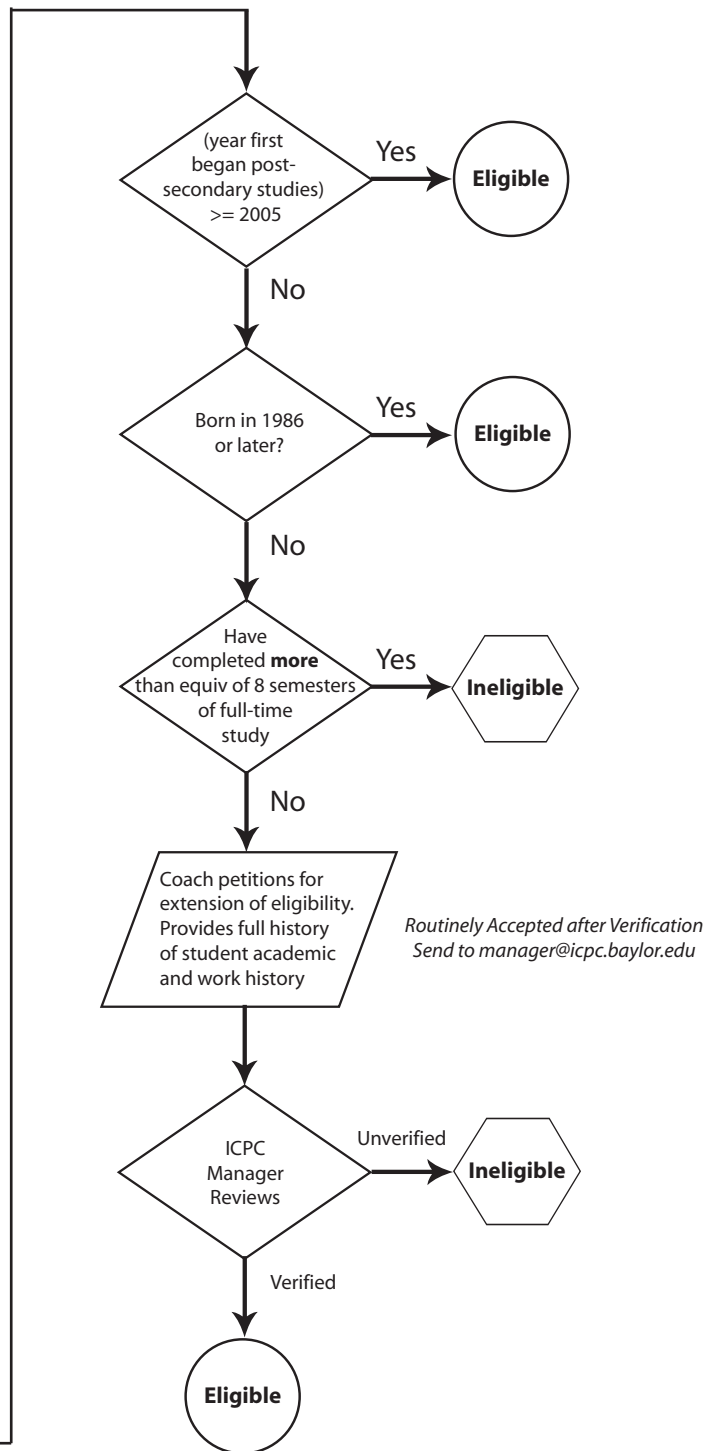 (year first
began post-
secondary studies)
>= 2005
Yes
Eligible
No
Born in 1986
or later?
Yes
Eligible
No
Have
completed more
than equiv of 8 semesters
of full-time
study
Yes
Ineligible
No
Coach petitions for
extension of eligibility.
Provides full history
of student academic
and work history
Routinely Accepted after Verification
Send to manager@icpc.baylor.edu
ICPC
Manager
Reviews
Unverified
Ineligible
Verified
Eligible